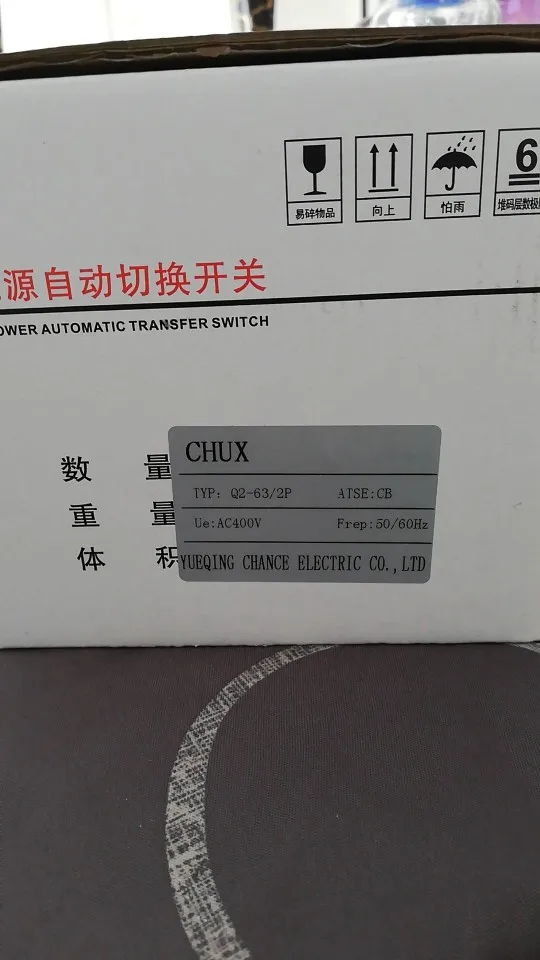 6
易碎物品
向上
怕雨
堆码层数极
源自动切换开关
OWER AUTOMATIC TRANSFER SWITCH
数 量
重 量
体 积
CHUX
TYP: Q2-63/2P ATSE:CB
Ue:AC400V Frep:50/60Hz
YUEQING CHANCE ELECTRIC CO.,LTD